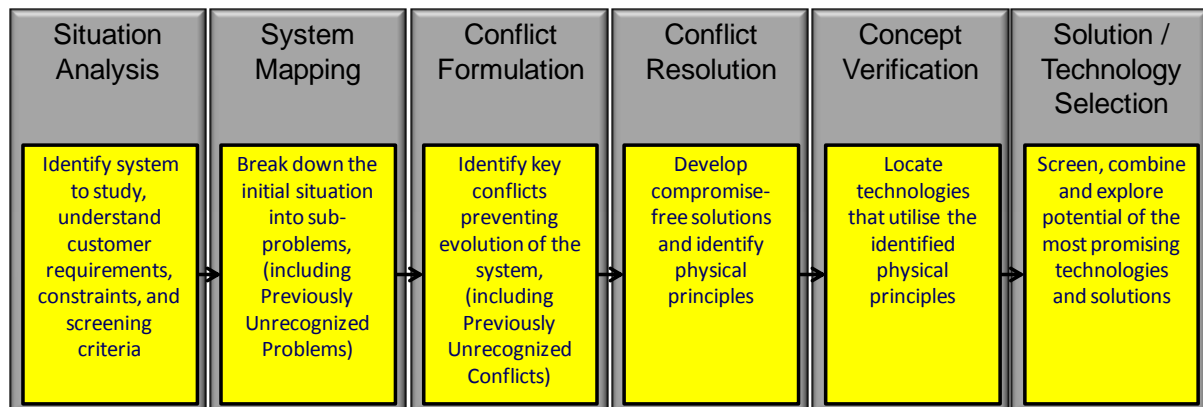 Situation
Analysis
Identify system
to study,
understand
customer
requirements,
constraints, and
screening
criteria
System
Mapping
Break down the
initial situation
into sub-
problems,
(including
Previously
Unrecognized
Problems)
Conflict
Formulation
Identify key
conflicts
preventing
evolution of the
system,
(including
Previously
Unrecognized
Conflicts)
Conflict
Resolution
Develop
compromise-
free solutions
and identify
physical
principles
Concept
Verification
Locate
technologies
that utilise the
identified
physical
principles
Solution /
Technology
Selection
Screen, combine
and explore
potential of the
most promising
technologies
and solutions